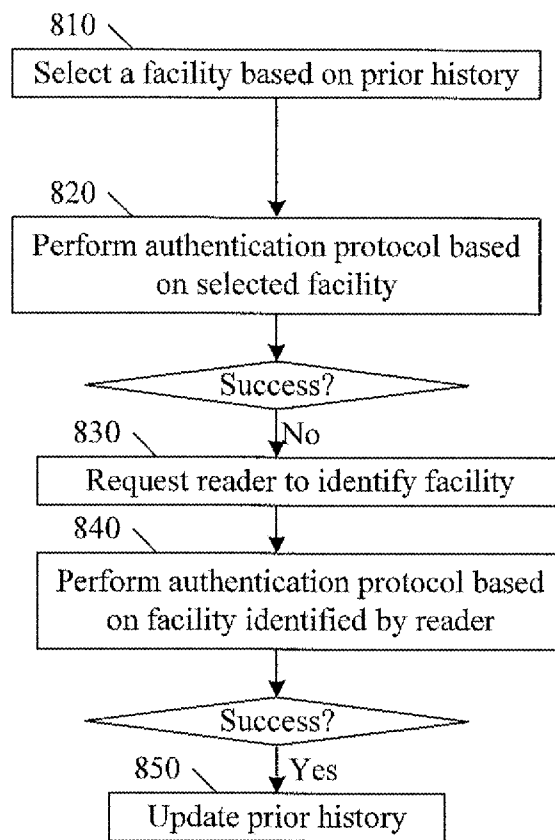 810
Select a facility based on prior history
820
Perform authentication protocol based
on selected facility
Success?
No
830
Request reader to identify facility
840
Perform authentication protocol based
on facility identified by reader
Success?
Yes
850
Update prior history